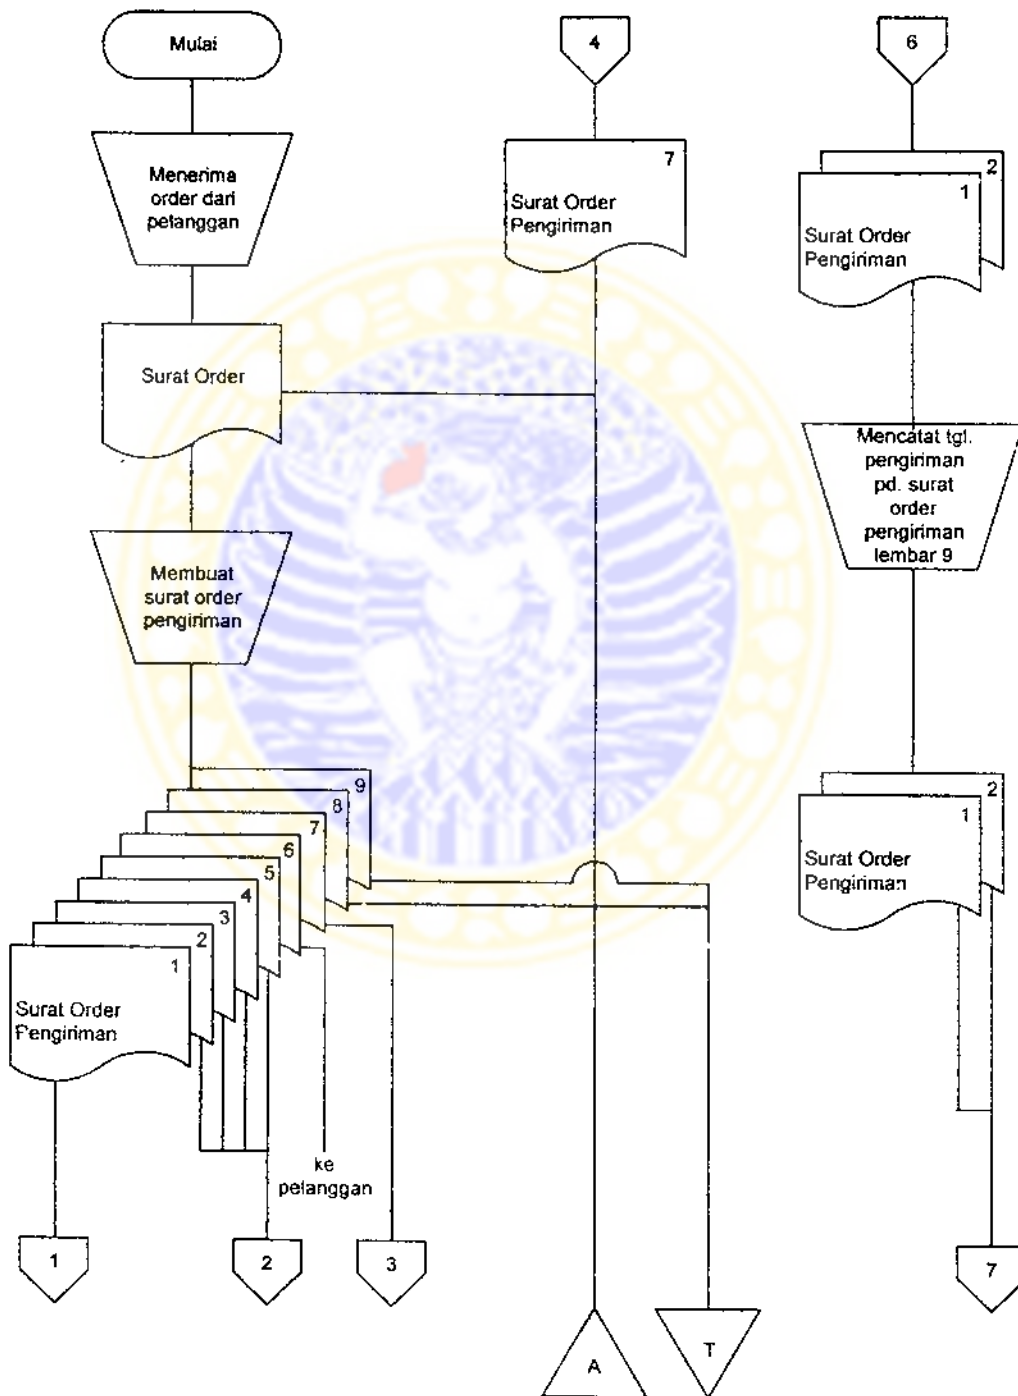 Mulai
Menerima
order dari
pelanggan
Surat Order
Membuat
surat order
pengiriman
9
8
7
6
5
4
3
2
1
Surat Order
Pengiriman
ke
pelanggan
1
2
3
4
7
Surat Order
Pengiriman
A
T
6
2
1
Surat Order
Pengiriman
Mencatat tgl.
pengiriman
pd. surat
order
pengiriman
lembar 9
2
1
Surat Order
Pengiriman
7